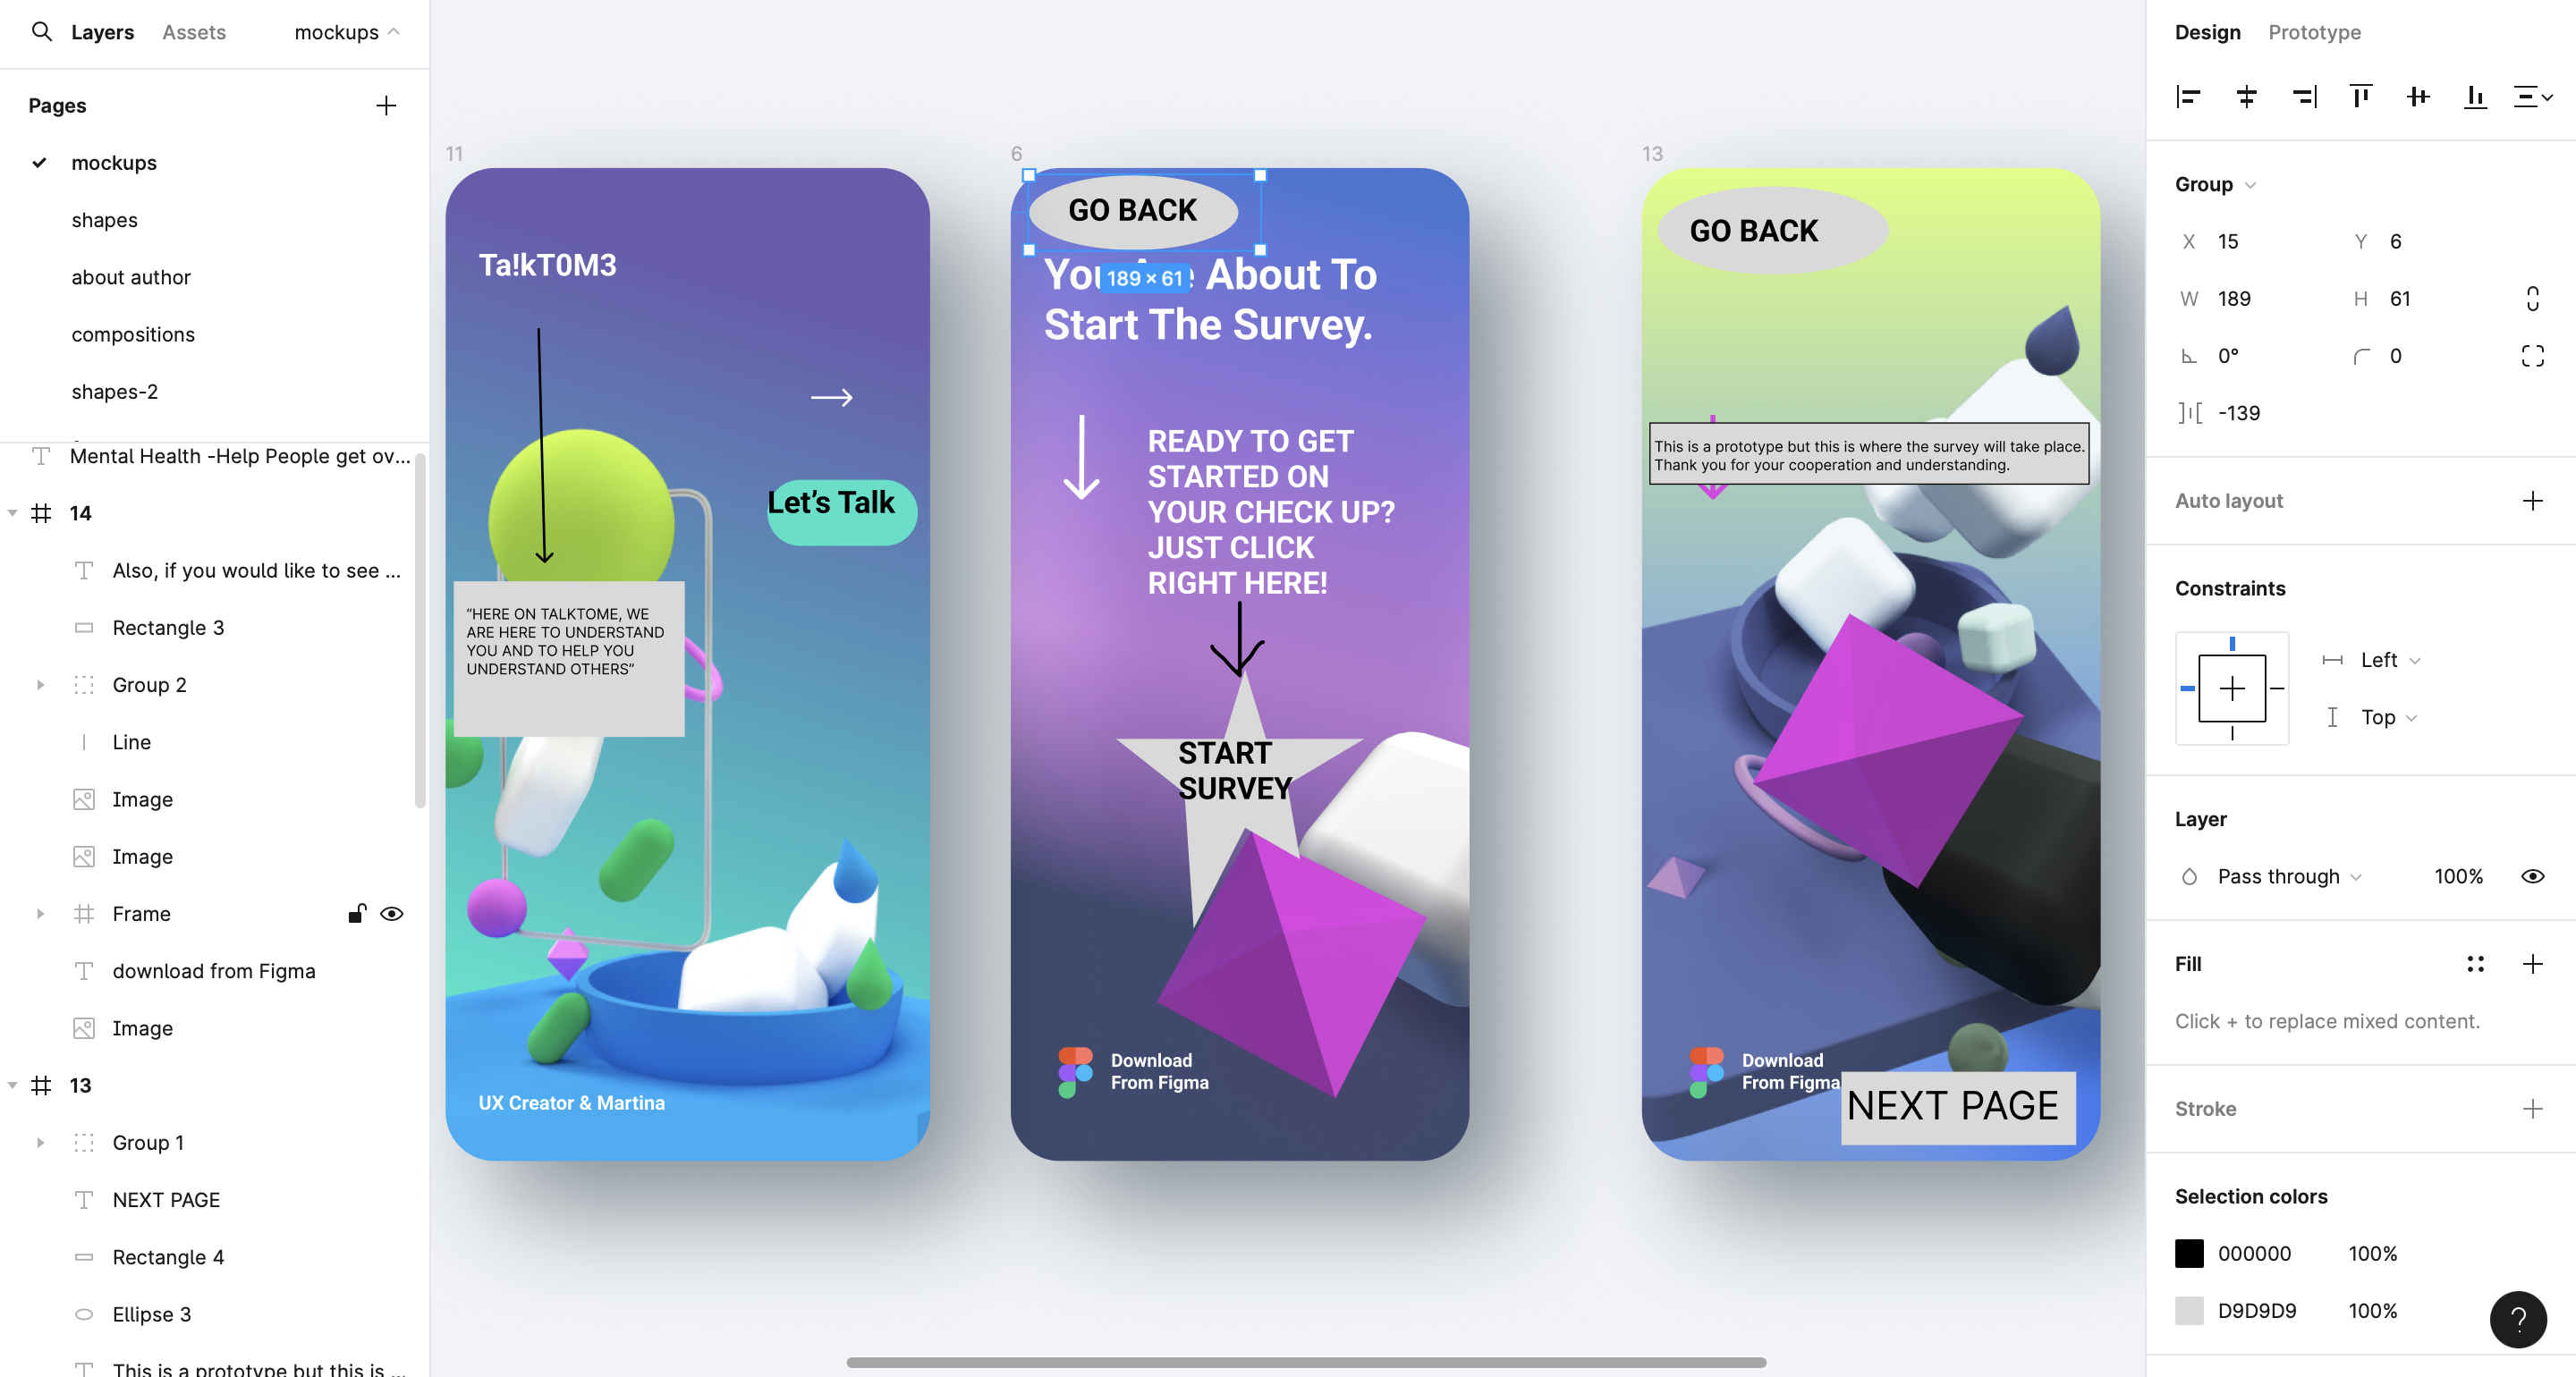 Layers
Assets
mockups
Pages
mockups
shapes
about author
compositions
shapes-2
Mental Health -Help People get ov...
14
Also, if you would like to see ...
Rectangle 3
Group 2
Line
Image
Image
Frame
download from Figma
Image
13
Group 1
NEXT PAGE
Rectangle 4
Ellipse 3
This is a prototype but this is ...
11
Ta!kT0M3
Let's Talk
“HERE ON TALKTOME, WE
ARE HERE TO UNDERSTAND
YOU AND TO HELP YOU
UNDERSTAND OTHERS”
UX Creator & Martina
6
GO BACK
189 × 61
You Are About To
Start The Survey.
READY TO GET
STARTED ON
YOUR CHECK UP?
JUST CLICK
RIGHT HERE!
START
SURVEY
Download
From Figma
13
GO BACK
This is a prototype but this is where the survey will take place.
Thank you for your cooperation and understanding.
Download
From Figma
NEXT PAGE
Design
Prototype
Group
X 15
Y 6
W 189
H 61
0°
0
-139
Auto layout
Constraints
Left
Top
Layer
Pass through
100%
Fill
Click + to replace mixed content.
Stroke
Selection colors
000000 100%
D9D9D9 100%
?